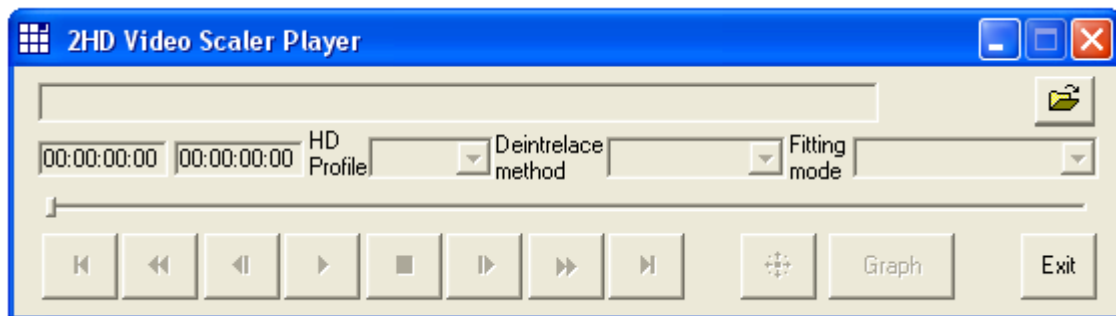 2HD Video Scaler Player
00:00:00:00 00:00:00:00 HD Profile Deintrelace method Fitting mode
Graph Exit